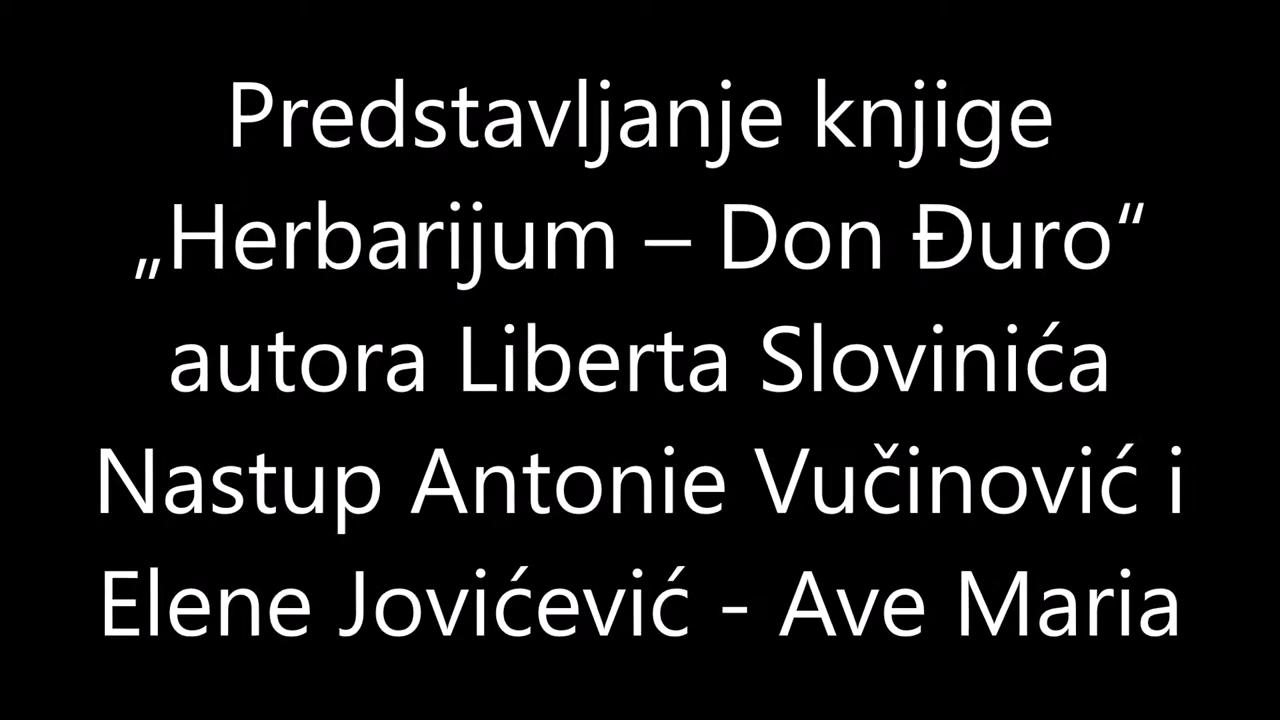 Predstavljanje knjige
„Herbarijum – Don Đuro“
autora Liberta Slovinića
Nastup Antonie Vučinović i
Elene Jovićević - Ave Maria